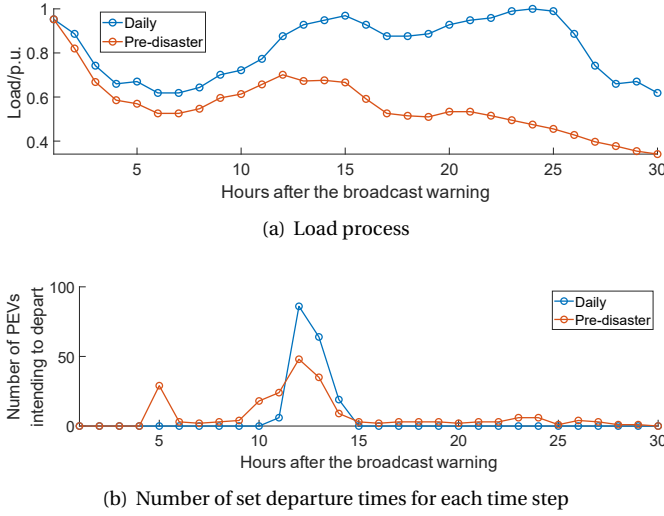 1
0.8
0.6
0.4
Load/p.u.
Daily
Pre-disaster
5
10
15
20
25
30
Hours after the broadcast warning
(a) Load process
100
50
0
Number of PEVs
intending to depart
Daily
Pre-disaster
5
10
15
20
25
30
Hours after the broadcast warning
(b) Number of set departure times for each time step